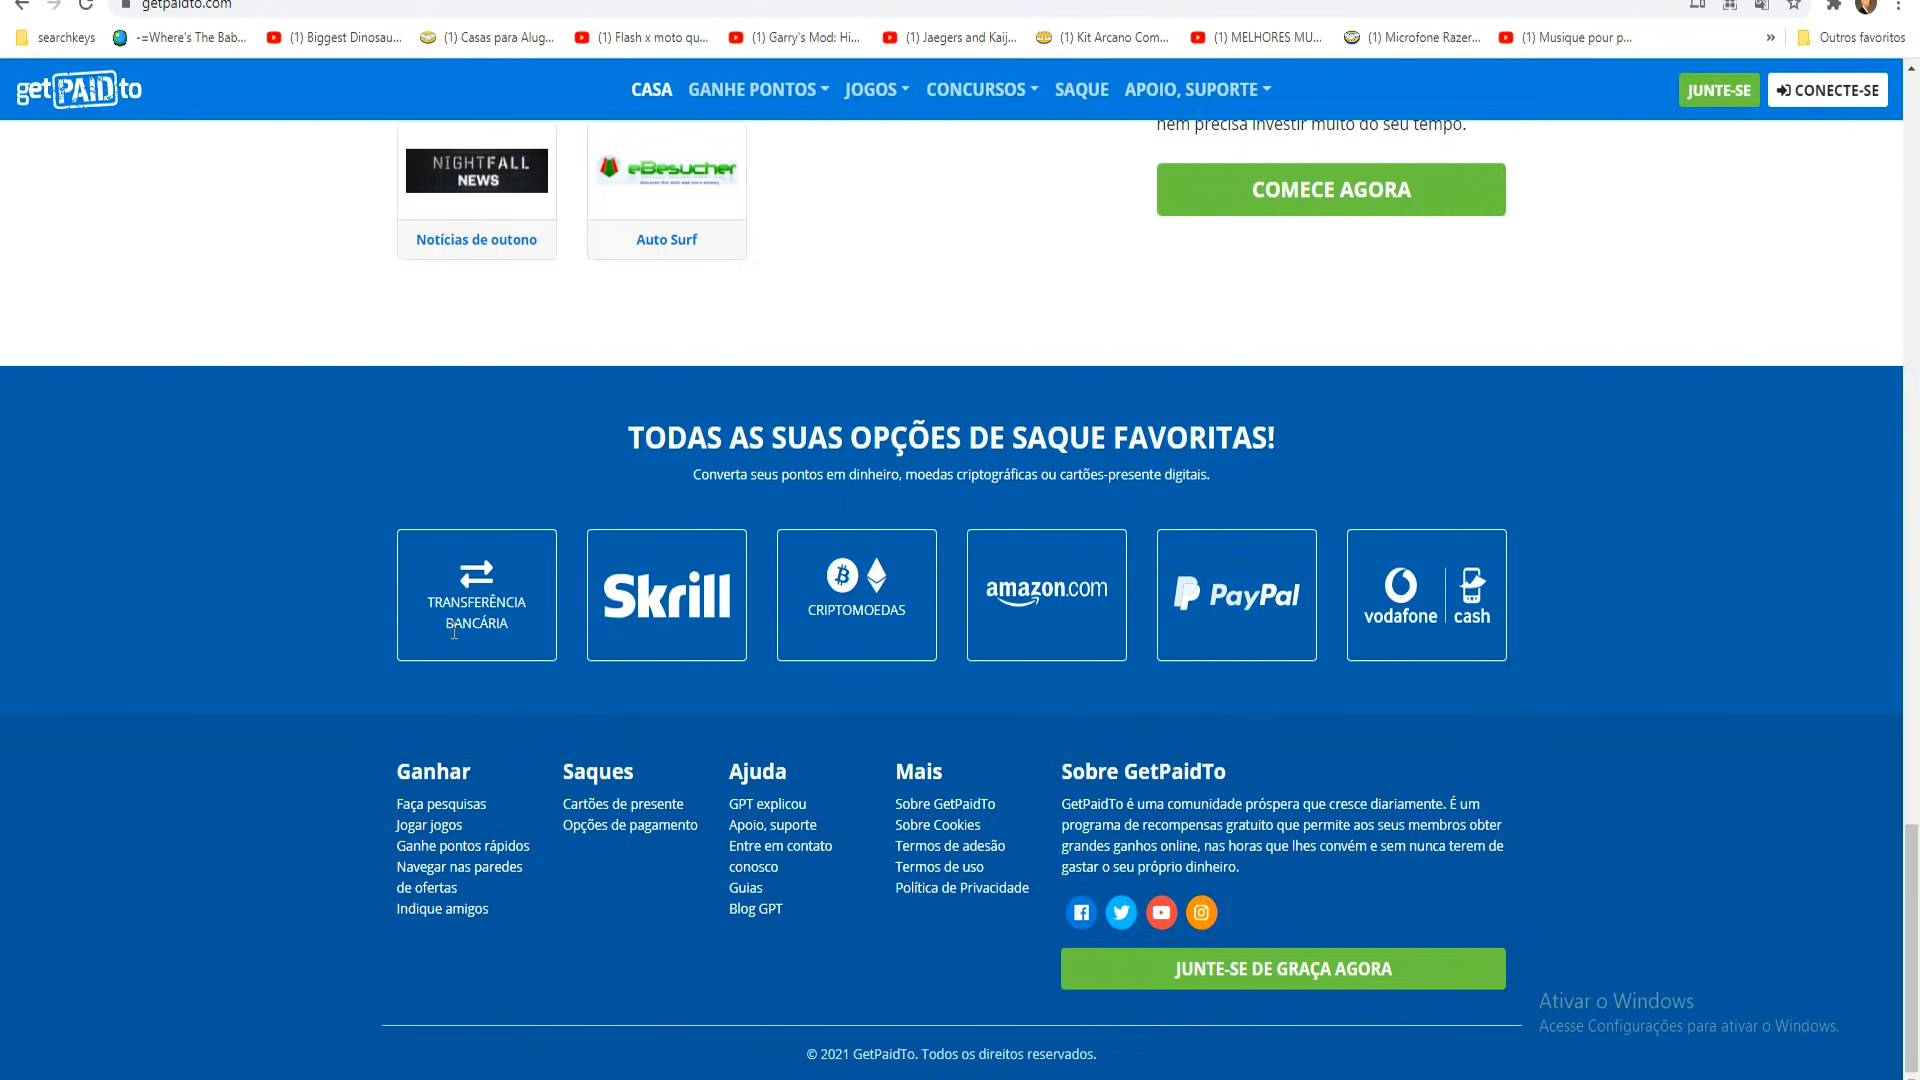 getpaidto.com
searchkeys
-=Where's The Bab...
(1) Biggest Dinosau...
(1) Casas para Alug...
(1) Flash x moto qu...
(1) Garry's Mod: Hi...
(1) Jaegers and Kaij...
(1) Kit Arcano Com...
(1) MELHORES MU...
(1) Microfone Razer...
(1) Musique pour p...
»
Outros favoritos
getPAIDto
CASA
GANHE PONTOS
JOGOS
CONCURSOS
SAQUE
APOIO, SUPORTE
JUNTE-SE
CONECTE-SE
nem precisa investir muito do seu tempo.
NIGHTFALL
NEWS
eBesucher
COMECE AGORA
Notícias de outono
Auto Surf
TODAS AS SUAS OPÇÕES DE SAQUE FAVORITAS!
Converta seus pontos em dinheiro, moedas criptográficas ou cartões-presente digitais.
TRANSFERÊNCIA
BANCÁRIA
Skrill
CRIPTOMOEDAS
amazon.com
PayPal
vodafone
cash
Ganhar
Faça pesquisas
Jogar jogos
Ganhe pontos rápidos
Navegar nas paredes
de ofertas
Indique amigos
Saques
Cartões de presente
Opções de pagamento
Ajuda
GPT explicou
Apoio, suporte
Entre em contato
conosco
Guias
Blog GPT
Mais
Sobre GetPaidTo
Sobre Cookies
Termos de adesão
Termos de uso
Política de Privacidade
Sobre GetPaidTo
GetPaidTo é uma comunidade próspera que cresce diariamente. É um
programa de recompensas gratuito que permite aos seus membros obter
grandes ganhos online, nas horas que lhes convém e sem nunca terem de
gastar o seu próprio dinheiro.
JUNTE-SE DE GRAÇA AGORA
Ativar o Windows
Acesse Configurações para ativar o Windows.
© 2021 GetPaidTo. Todos os direitos reservados.